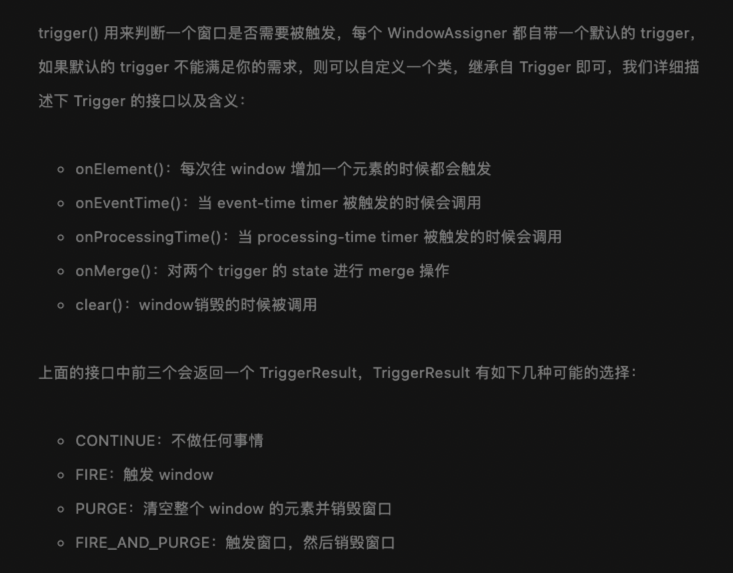 trigger() 用来判断一个窗口是否需要被触发，每个 WindowAssigner 都自带一个默认的 trigger，
如果默认的 trigger 不能满足你的需求，则可以自定义一个类，继承自 Trigger 即可，我们详细描
述下 Trigger 的接口以及含义：
onElement()：每次往 window 增加一个元素的时候都会触发
onEventTime()：当 event-time timer 被触发的时候会调用
onProcessingTime()：当 processing-time timer 被触发的时候会调用
onMerge()：对两个 trigger 的 state 进行 merge 操作
clear()：window销毁的时候被调用
上面的接口中前三个会返回一个 TriggerResult，TriggerResult 有如下几种可能的选择：
CONTINUE：不做任何事情
FIRE：触发 window
PURGE：清空整个 window 的元素并销毁窗口
FIRE_AND_PURGE：触发窗口，然后销毁窗口